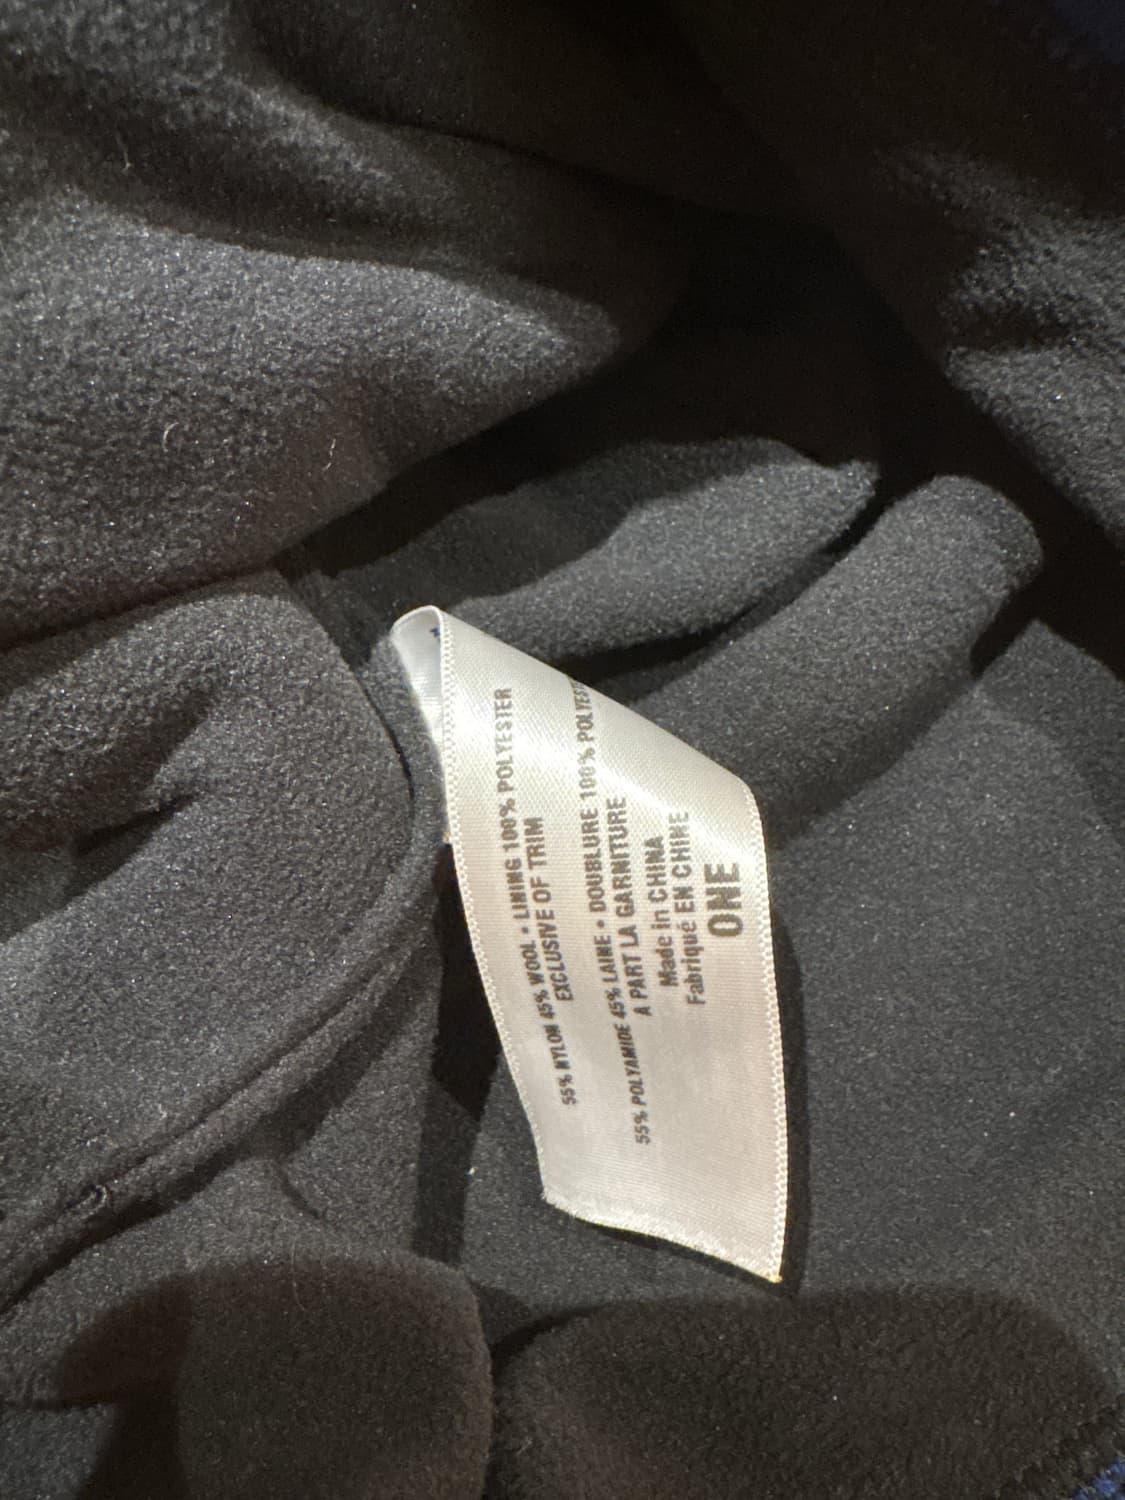 55% NYLON 45% WOOL • LINING 100% POLYESTER
EXCLUSIVE OF TRIM
55% POLYAMIDE 45% LAINE • DOUBLURE 100%
A PART LA GARNITURE
Made in CHINA
Fabriqué EN CHINE
ONE